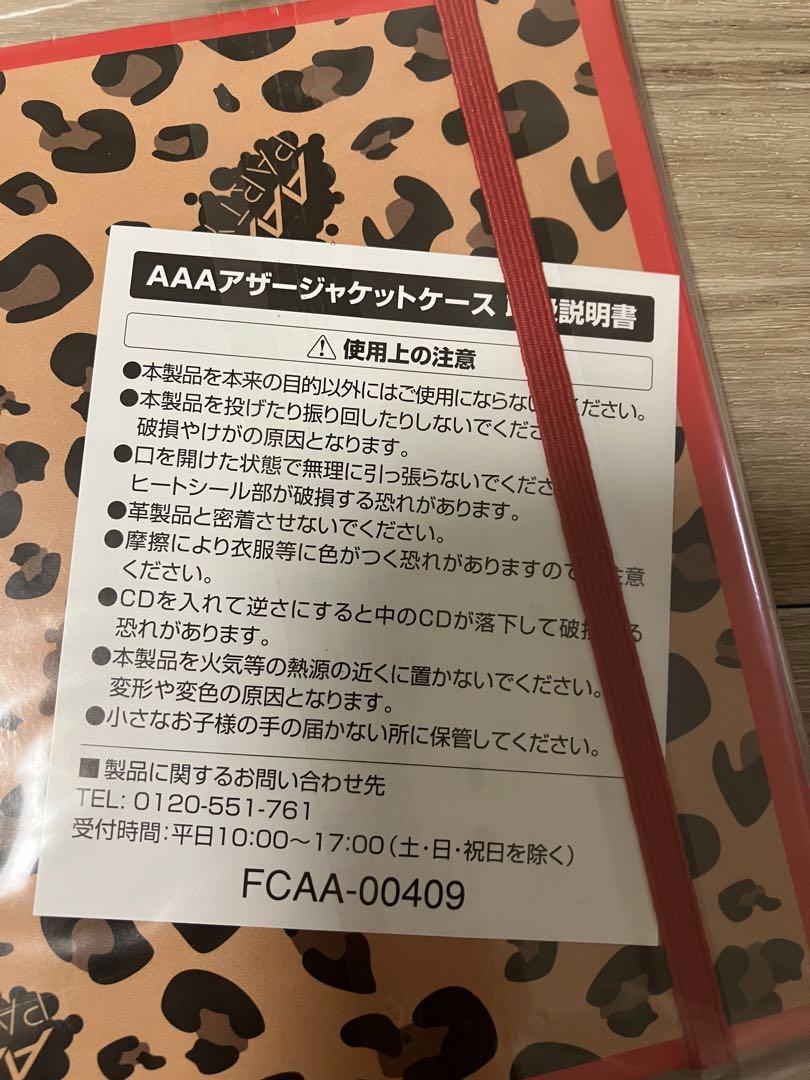 AAA
PARTY
AAAアザージャケットケース 扱説明書
使用上の注意
●本製品を本来の目的以外にはご使用にならな ください。
●本製品を投げたり振り回したりしないでくださ
破損やけがの原因となります。
●口を開けた状態で無理に引っ張らないでくださ
ヒートシール部が破損する恐れがあります。
●革製品と密着させないでください。
●摩擦により衣服等に色がつく恐れがありますので 注意
ください。
●CDを入れて逆さにすると中のCDが落下して破損 る
恐れがあります。
●本製品を火気等の熱源の近くに置かないでください。
変形や変色の原因となります。
●小さなお子様の手の届かない所に保管してください。
■製品に関するお問い合わせ先
TEL: 0120-551-761
受付時間:平日10:00～17:00(土・日・祝日を除く)
FCAA-00409